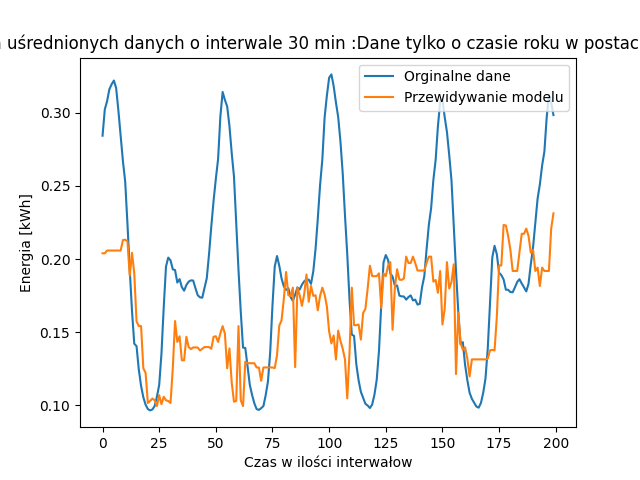 uśrednionych danych o interwale 30 min :Dane tylko o czasie roku w postac
Orginalne dane
Przewidywanie modelu
Energia [kWh]
0.30
0.25
0.20
0.15
0.10
0 25 50 75 100 125 150 175 200
Czas w ilości interwałow